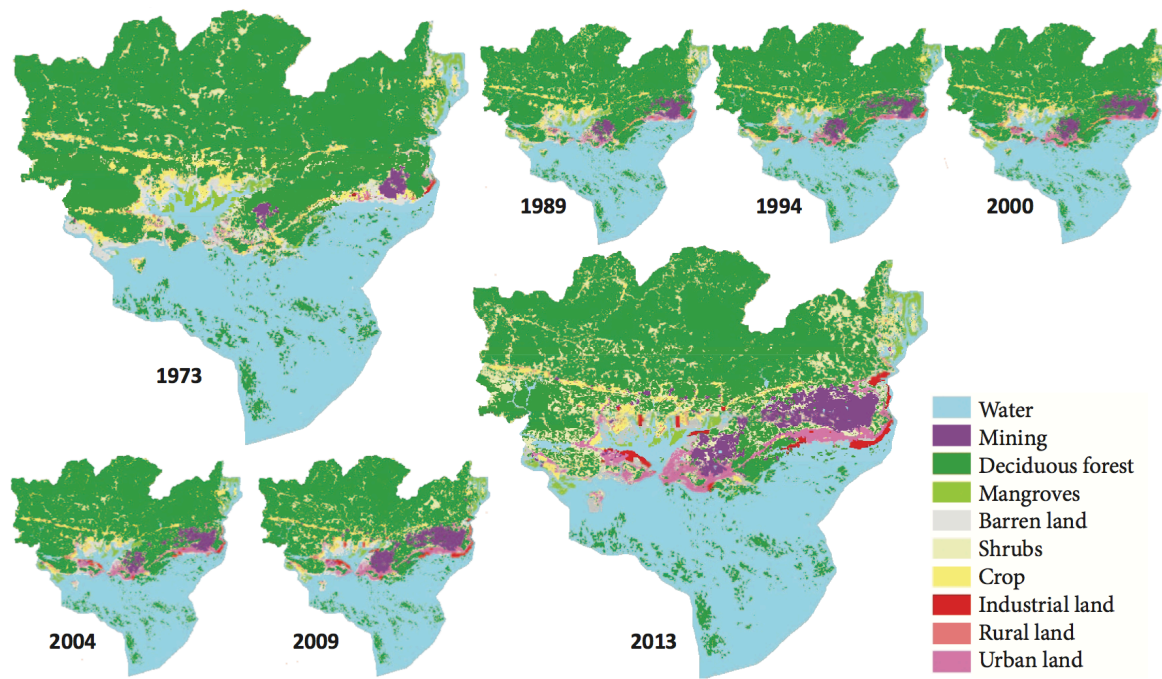 1973
1989
1994
2000
2004
2009
2013
Water
Mining
Deciduous forest
Mangroves
Barren land
Shrubs
Crop
Industrial land
Rural land
Urban land